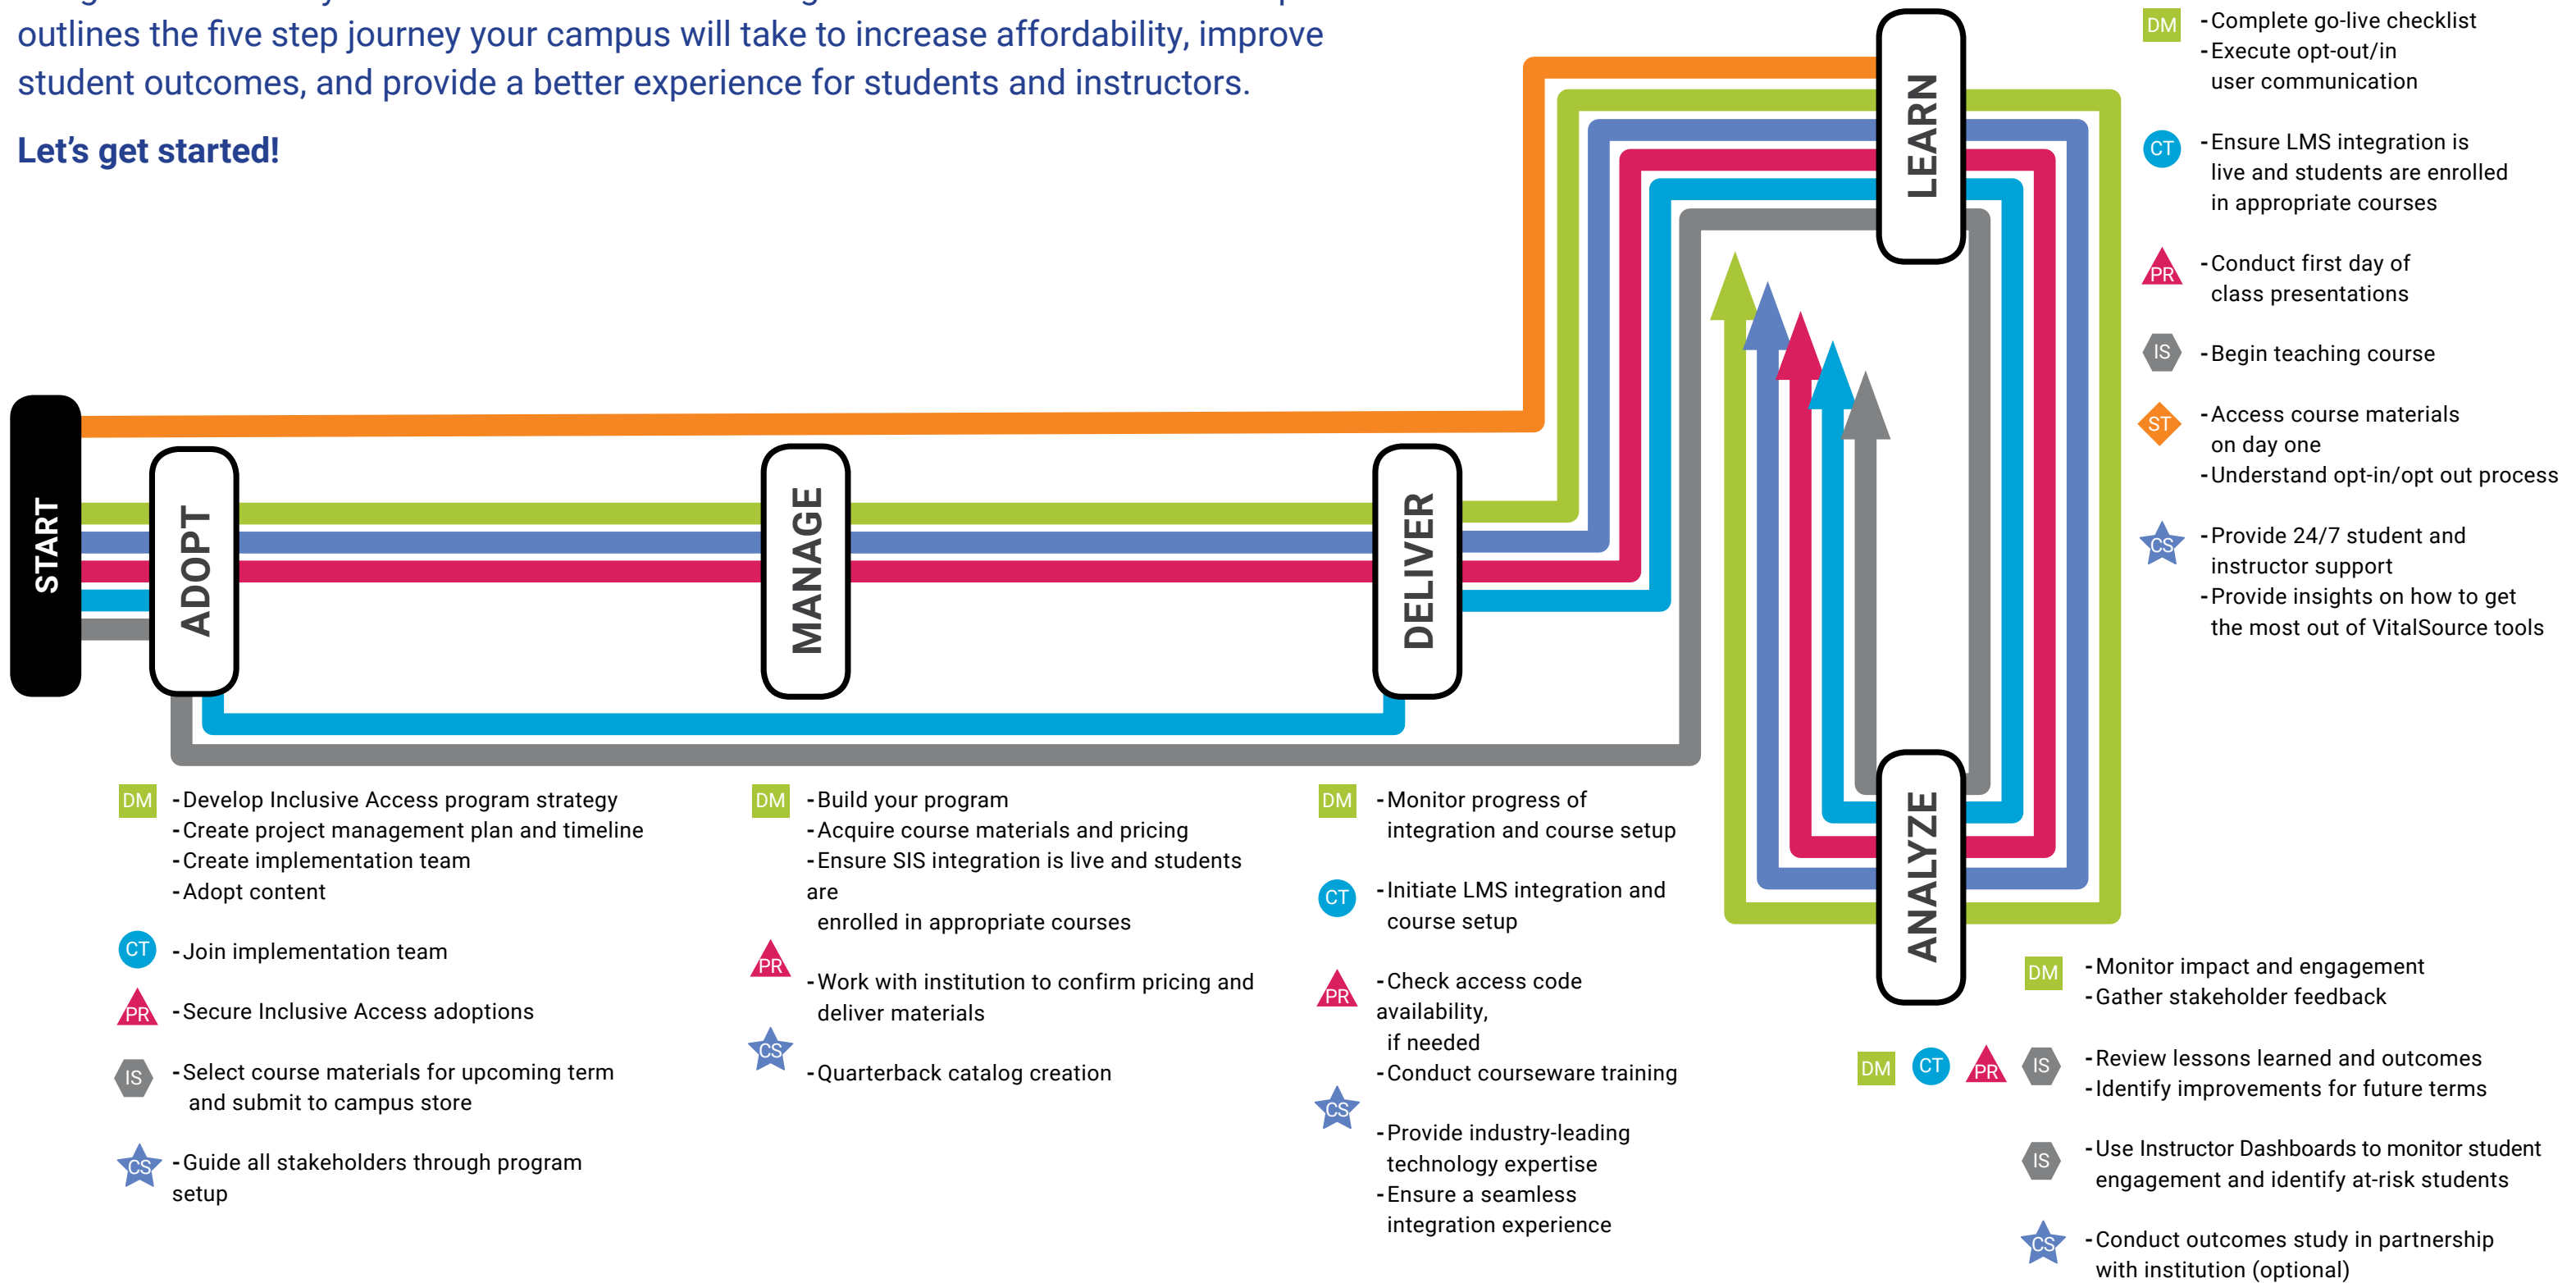 outlines the five step journey your campus will take to increase affordability, improve
student outcomes, and provide a better experience for students and instructors.
Let's get started!
START
ADOPT
MANAGE
DELIVER
LEARN
ANALYZE
DM
-Develop Inclusive Access program strategy
-Create project management plan and timeline
-Create implementation team
-Adopt content
CT
-Join implementation team
PR
-Secure Inclusive Access adoptions
IS
-Select course materials for upcoming term
and submit to campus store
CS
-Guide all stakeholders through program
setup
DM
-Build your program
-Acquire course materials and pricing
-Ensure SIS integration is live and students
are
enrolled in appropriate courses
PR
-Work with institution to confirm pricing and
deliver materials
CS
-Quarterback catalog creation
DM
-Monitor progress of
integration and course setup
CT
-Initiate LMS integration and
course setup
PR
-Check access code
availability,
if needed
-Conduct courseware training
CS
-Provide industry-leading
technology expertise
-Ensure a seamless
integration experience
DM
-Complete go-live checklist
-Execute opt-out/in
user communication
CT
-Ensure LMS integration is
live and students are enrolled
in appropriate courses
PR
-Conduct first day of
class presentations
IS
-Begin teaching course
ST
-Access course materials
on day one
-Understand opt-in/opt out process
CS
-Provide 24/7 student and
instructor support
-Provide insights on how to get
the most out of VitalSource tools
DM
-Monitor impact and engagement
-Gather stakeholder feedback
DM CT PR IS
-Review lessons learned and outcomes
-Identify improvements for future terms
IS
-Use Instructor Dashboards to monitor student
engagement and identify at-risk students
CS
-Conduct outcomes study in partnership
with institution (optional)